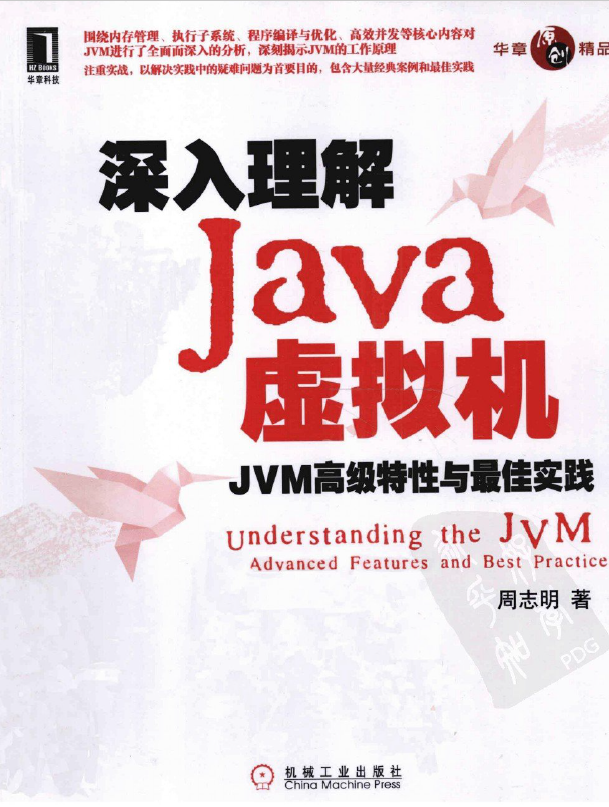 围绕内存管理、执行子系统、程序编译与优化、高效并发等核心内容对
JVM进行了全面而深入的分析，深刻揭示JVM的工作原理
注重实战，以解决实践中的疑难问题为首要目的，包含大量经典案例和最佳实践
HZ BOOKS
华章科技
华章 原创 精品
深入理解
Java
虚拟机
JVM高级特性与最佳实践
Understanding the JVM
Advanced Features and Best Practice
周志明 著
PDG
机械工业出版社
China Machine Press